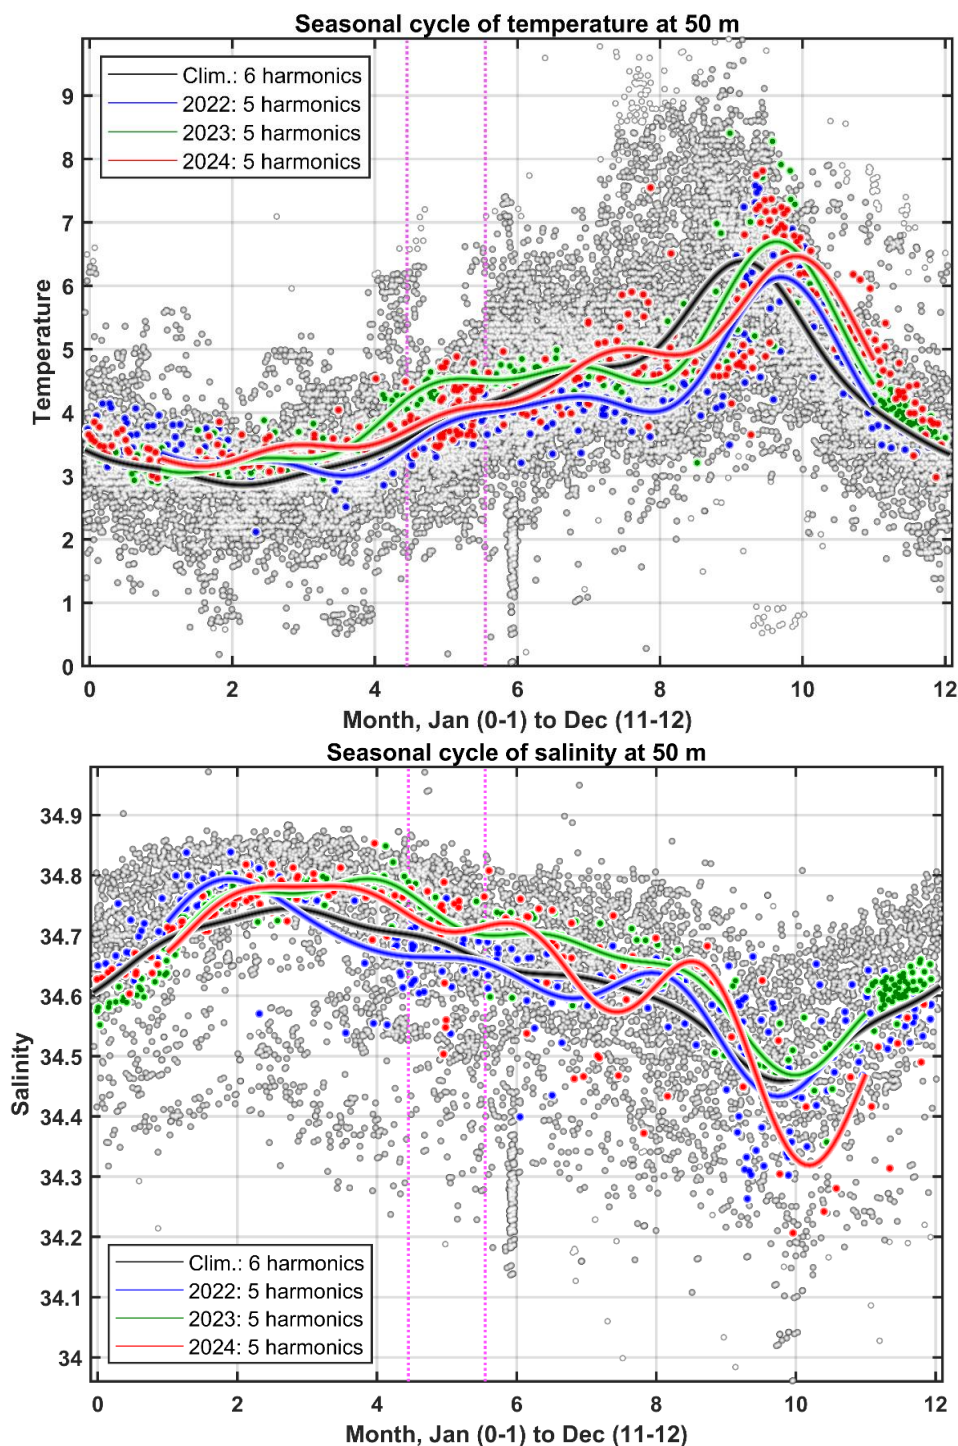 Seasonal cycle of temperature at 50 m
Clim.: 6 harmonics
2022: 5 harmonics
2023: 5 harmonics
2024: 5 harmonics
Temperature
9
8
7
6
5
4
3
2
1
0
0 2 4 6 8 10 12
Month, Jan (0-1) to Dec (11-12)
Seasonal cycle of salinity at 50 m
Salinity
34.9
34.8
34.7
34.6
34.5
34.4
34.3
34.2
34.1
34
Clim.: 6 harmonics
2022: 5 harmonics
2023: 5 harmonics
2024: 5 harmonics
0 2 4 6 8 10 12
Month, Jan (0-1) to Dec (11-12)